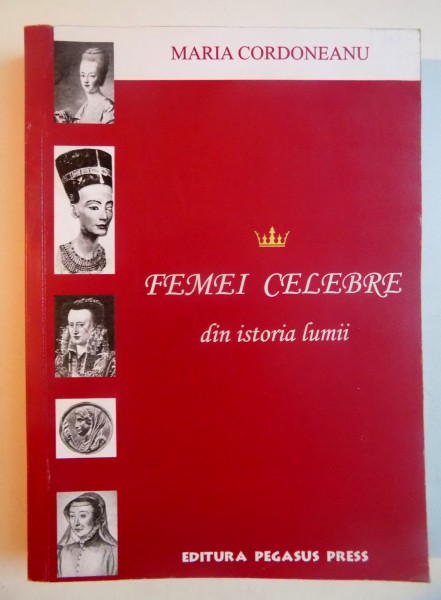 MARIA CORDONEANU
FEMEI CELEBRE
din istoria lumii
EDITURA PEGASUS PRESS